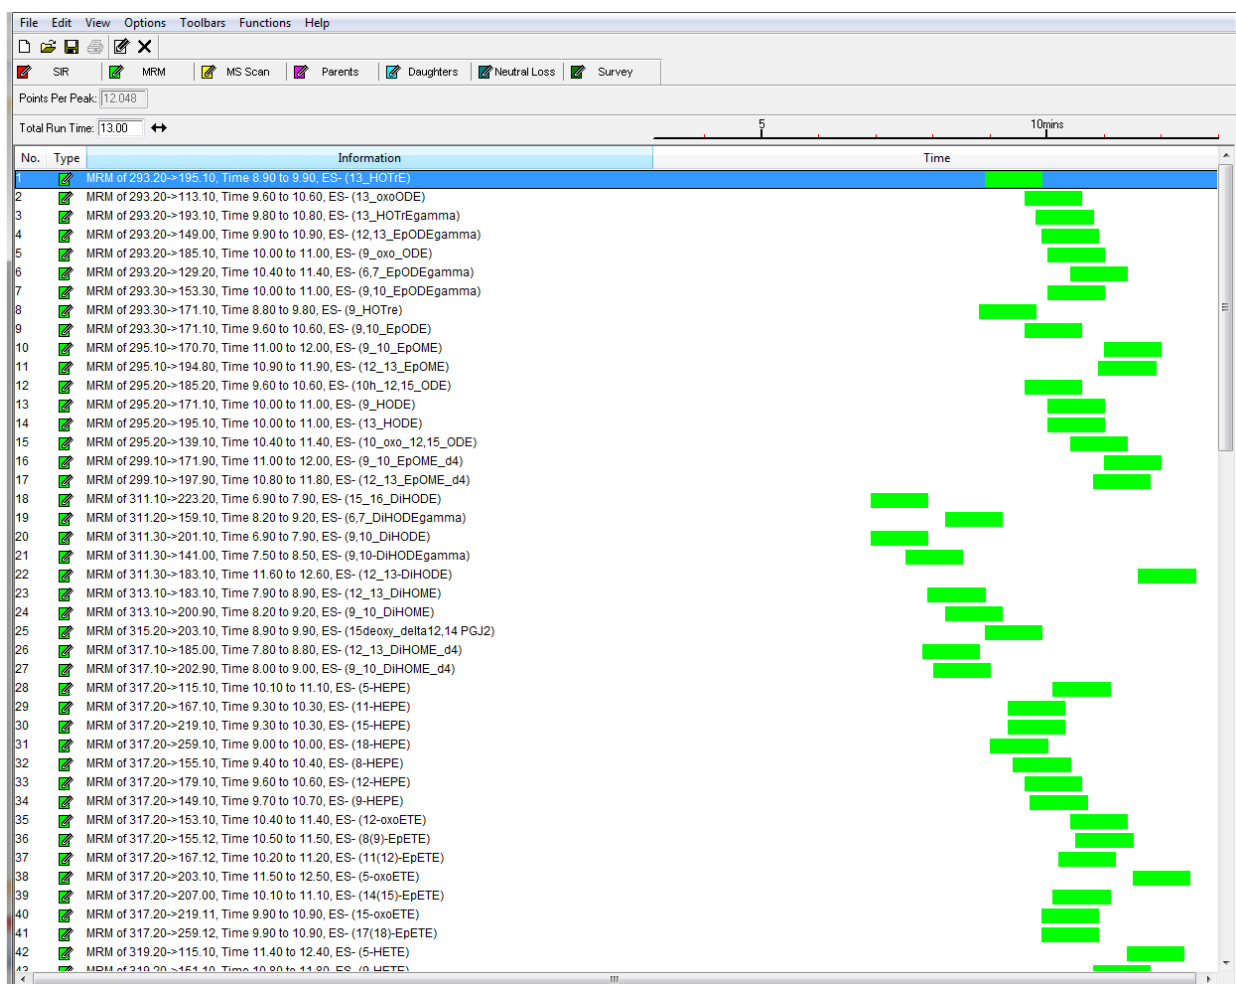 File Edit View Options Toolbars Functions Help
SIR MRM MS Scan Parents Daughters Neutral Loss Survey
Points Per Peak: 12.048
Total Run Time: 13.00 5 10mins
No. Type Information Time
1 MRM of 293.20->195.10, Time 8.90 to 9.90, ES- (13_HOTrE)
2 MRM of 293.20->113.10, Time 9.60 to 10.60, ES- (13_oxoODE)
3 MRM of 293.20->193.10, Time 9.80 to 10.80, ES- (13_HOTrEgamma)
4 MRM of 293.20->149.00, Time 9.90 to 10.90, ES- (12,13_EpODEgamma)
5 MRM of 293.20->185.10, Time 10.00 to 11.00, ES- (9_oxo_ODE)
6 MRM of 293.20->129.20, Time 10.40 to 11.40, ES- (6,7_EpODEgamma)
7 MRM of 293.30->153.30, Time 10.00 to 11.00, ES- (9,10_EpODEgamma)
8 MRM of 293.30->171.10, Time 8.80 to 9.80, ES- (9_HOTre)
9 MRM of 293.30->171.10, Time 9.60 to 10.60, ES- (9,10_EpODE)
10 MRM of 295.10->170.70, Time 11.00 to 12.00, ES- (9_10_EpOME)
11 MRM of 295.10->194.80, Time 10.90 to 11.90, ES- (12_13_EpOME)
12 MRM of 295.20->185.20, Time 9.60 to 10.60, ES- (10h_12,15_ODE)
13 MRM of 295.20->171.10, Time 10.00 to 11.00, ES- (9_HODE)
14 MRM of 295.20->195.10, Time 10.00 to 11.00, ES- (13_HODE)
15 MRM of 295.20->139.10, Time 10.40 to 11.40, ES- (10_oxo_12,15_ODE)
16 MRM of 299.10->171.90, Time 11.00 to 12.00, ES- (9_10_EpOME_d4)
17 MRM of 299.10->197.90, Time 10.80 to 11.80, ES- (12_13_EpOME_d4)
18 MRM of 311.10->223.20, Time 6.90 to 7.90, ES- (15_16_DiHODE)
19 MRM of 311.20->159.10, Time 8.20 to 9.20, ES- (6,7_DiHODEgamma)
20 MRM of 311.30->201.10, Time 6.90 to 7.90, ES- (9,10_DiHODE)
21 MRM of 311.30->141.00, Time 7.50 to 8.50, ES- (9,10-DiHODEgamma)
22 MRM of 311.30->183.10, Time 11.60 to 12.60, ES- (12_13-DiHODE)
23 MRM of 313.10->183.10, Time 7.90 to 8.90, ES- (12_13_DiHOME)
24 MRM of 313.10->200.90, Time 8.20 to 9.20, ES- (9_10_DiHOME)
25 MRM of 315.20->203.10, Time 8.90 to 9.90, ES- (15deoxy_delta12,14 PGJ2)
26 MRM of 317.10->185.00, Time 7.80 to 8.80, ES- (12_13_DiHOME_d4)
27 MRM of 317.10->202.90, Time 8.00 to 9.00, ES- (9_10_DiHOME_d4)
28 MRM of 317.20->115.10, Time 10.10 to 11.10, ES- (5-HEPE)
29 MRM of 317.20->167.10, Time 9.30 to 10.30, ES- (11-HEPE)
30 MRM of 317.20->219.10, Time 9.30 to 10.30, ES- (15-HEPE)
31 MRM of 317.20->259.10, Time 9.00 to 10.00, ES- (18-HEPE)
32 MRM of 317.20->155.10, Time 9.40 to 10.40, ES- (8-HEPE)
33 MRM of 317.20->179.10, Time 9.60 to 10.60, ES- (12-HEPE)
34 MRM of 317.20->149.10, Time 9.70 to 10.70, ES- (9-HEPE)
35 MRM of 317.20->153.10, Time 10.40 to 11.40, ES- (12-oxoETE)
36 MRM of 317.20->155.12, Time 10.50 to 11.50, ES- (8(9)-EpETE)
37 MRM of 317.20->167.12, Time 10.20 to 11.20, ES- (11(12)-EpETE)
38 MRM of 317.20->203.10, Time 11.50 to 12.50, ES- (5-oxoETE)
39 MRM of 317.20->207.00, Time 10.10 to 11.10, ES- (14(15)-EpETE)
40 MRM of 317.20->219.11, Time 9.90 to 10.90, ES- (15-oxoETE)
41 MRM of 317.20->259.12, Time 9.90 to 10.90, ES- (17(18)-EpETE)
42 MRM of 319.20->115.10, Time 11.40 to 12.40, ES- (5-HETE)
43 MRM of 319.20->151.10, Time 10.80 to 11.80, ES- (9-HETE)